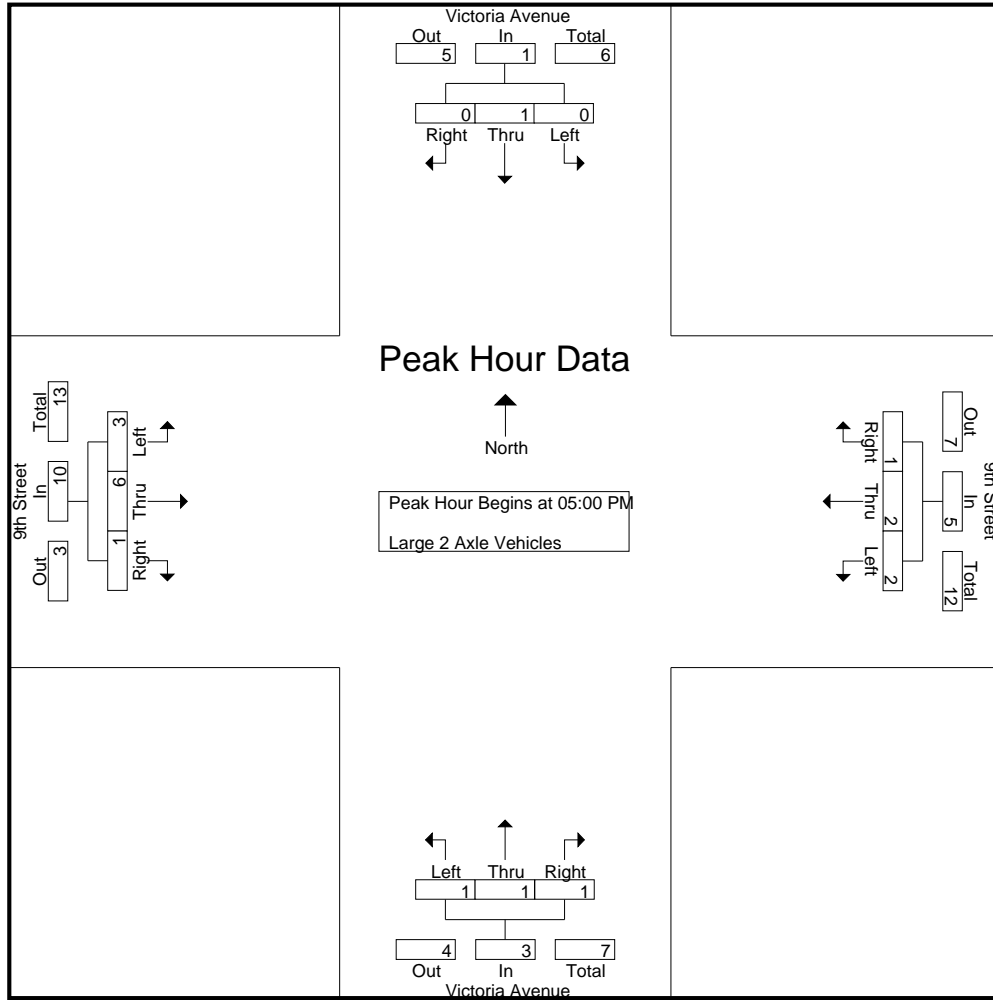 Victoria Avenue
Out In Total
5 1 6
0 1 0
Right Thru Left
Peak Hour Data
North
Peak Hour Begins at 05:00 PM
Large 2 Axle Vehicles
9th Street
Total In Out
13 10 3
3 6 1
Left Thru Right
Right Thru Left
1 2 2
Out In Total
7 5 12
9th Street
Left Thru Right
1 1 1
4 3 7
Out In Total
Victoria Avenue